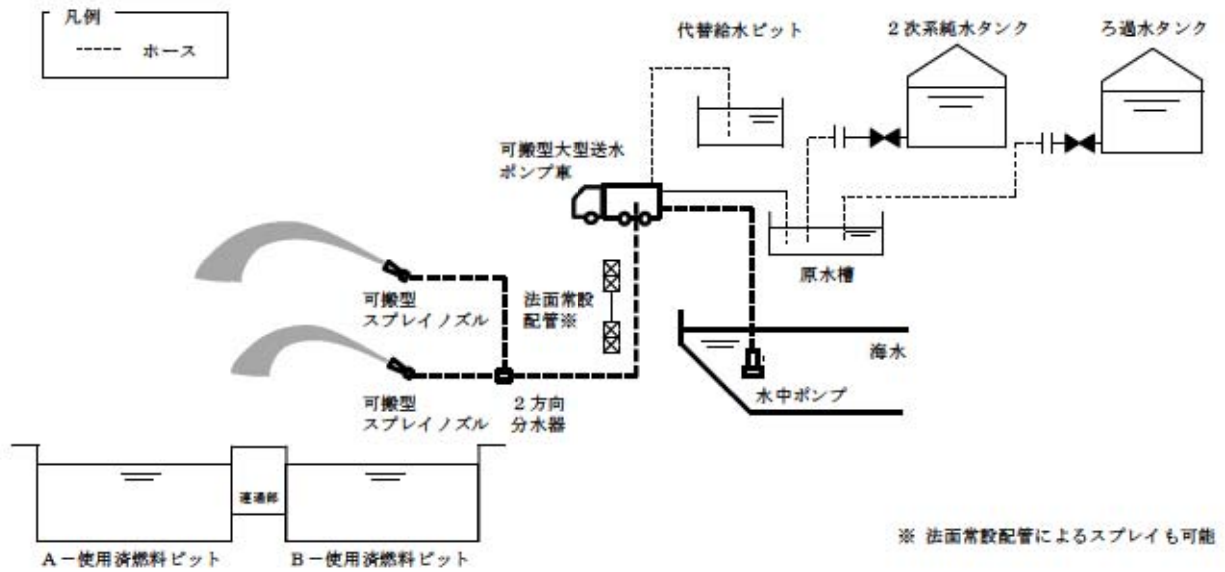 凡例
ホース
代替給水ピット
2次系純水タンク
ろ過水タンク
可搬型大型送水
ポンプ車
原水槽
可搬型
スプレイノズル
法面常設
配管※
海水
水中ポンプ
可搬型
スプレイノズル
2方向
分水器
連通部
A-使用済燃料ピット
B-使用済燃料ピット
※ 法面常設配管によるスプレイも可能